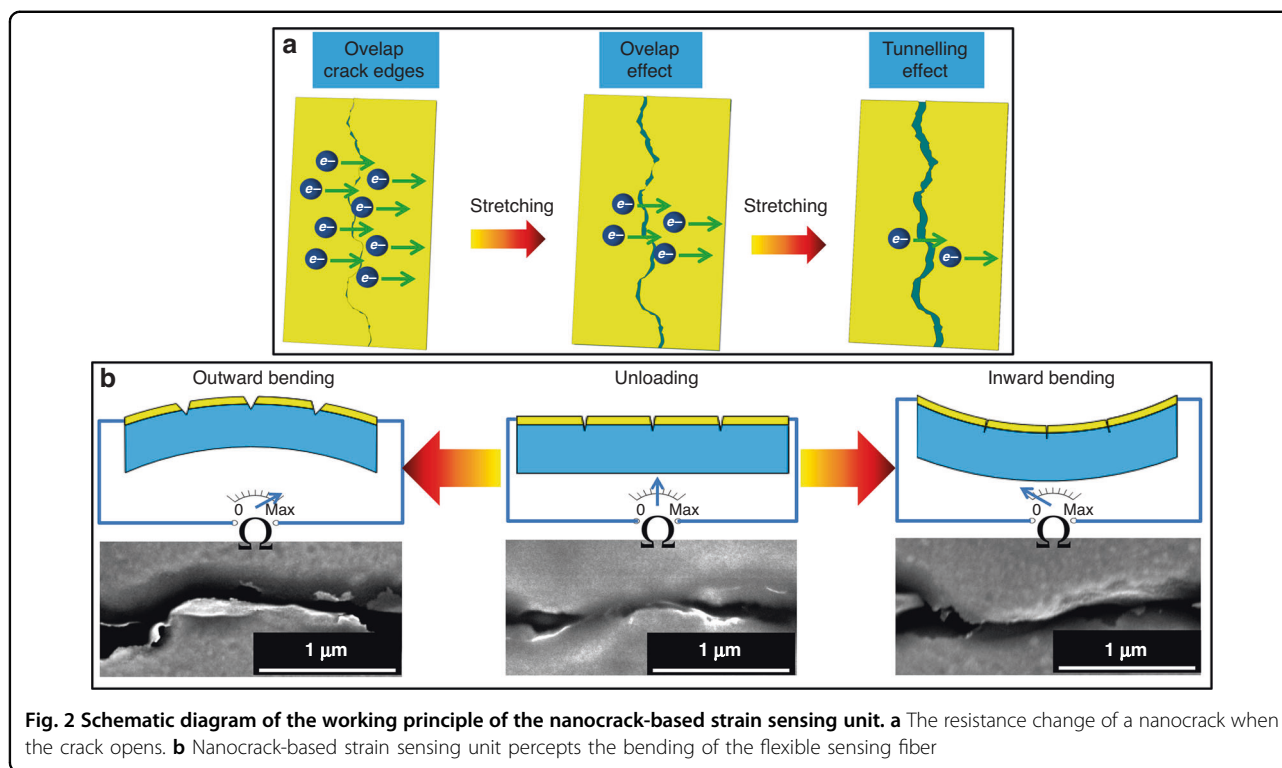 a
Ovelap
crack edges
Ovelap
effect
Tunnelling
effect
e–
e–
e–
e–
e–
e–
e–
e–
Stretching
e–
e–
e–
e–
Stretching
e–
e–
b
Outward bending
Unloading
Inward bending
0 Max
Ω
0 Max
Ω
0 Max
Ω
1 μm
1 μm
1 μm
Fig. 2 Schematic diagram of the working principle of the nanocrack-based strain sensing unit. a The resistance change of a nanocrack when
the crack opens. b Nanocrack-based strain sensing unit percepts the bending of the flexible sensing fiber